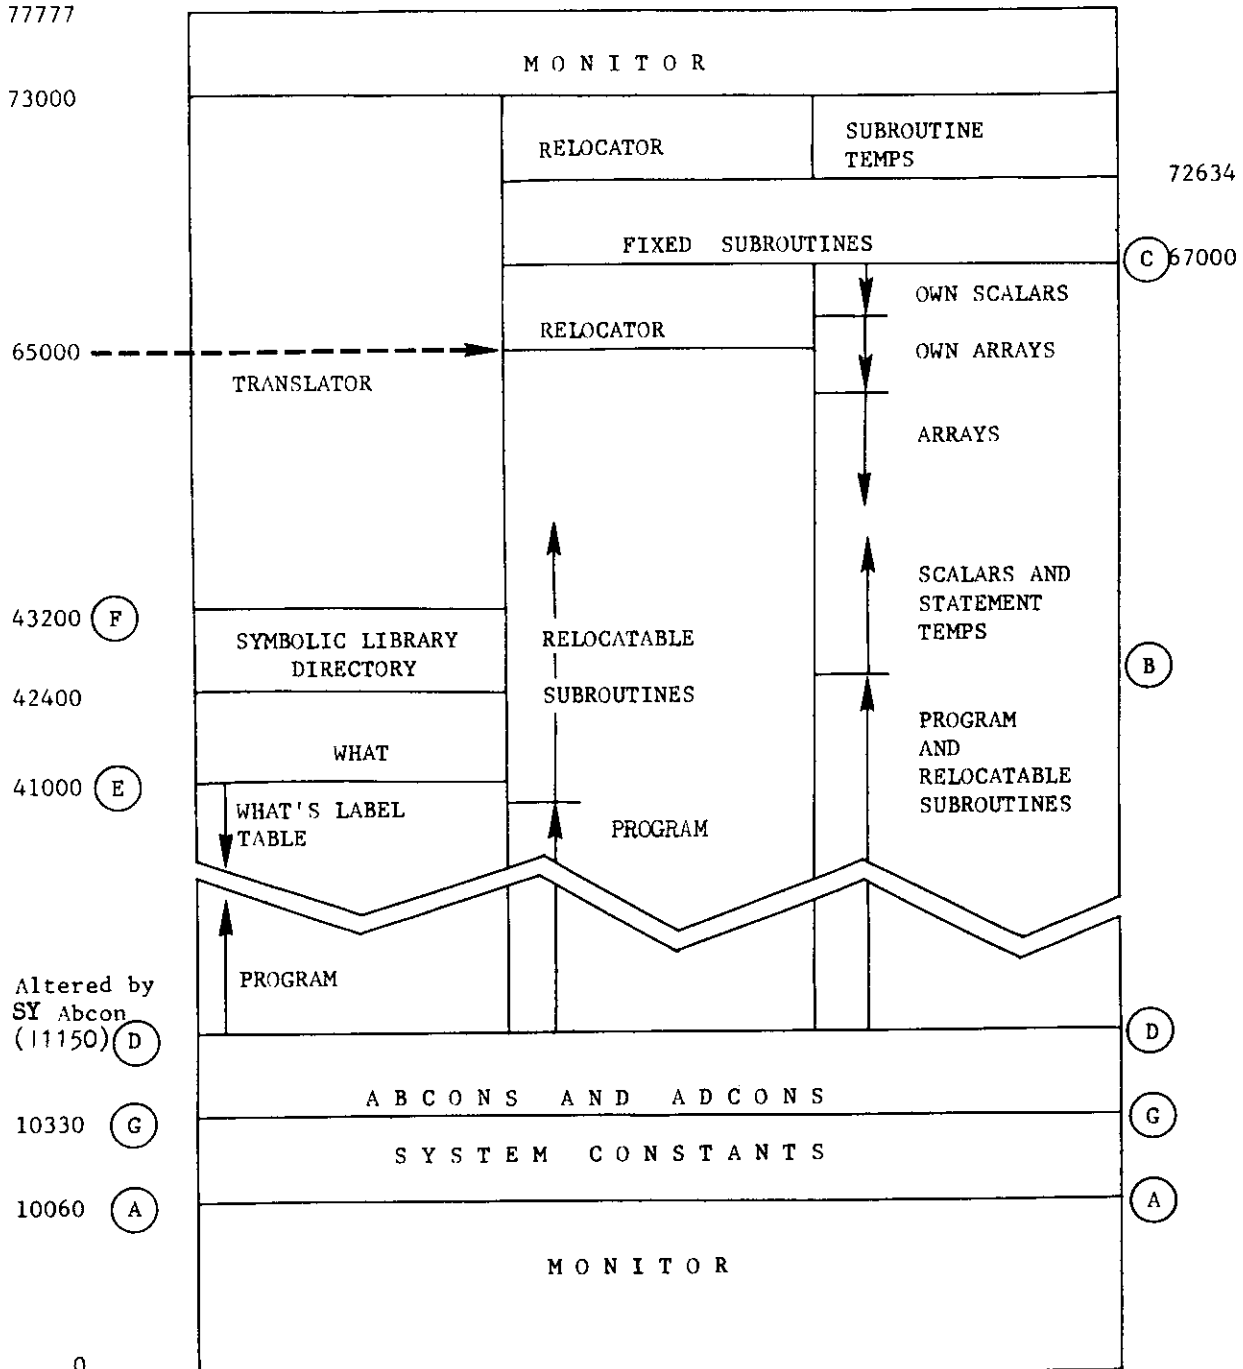 77777
MONITOR
73000
RELOCATOR
SUBROUTINE
TEMPS
72634
FIXED SUBROUTINES
C
67000
OWN SCALARS
RELOCATOR
65000
OWN ARRAYS
TRANSLATOR
ARRAYS
SCALARS AND
STATEMENT
TEMPS
43200 F
SYMBOLIC LIBRARY
DIRECTORY
RELOCATABLE
SUBROUTINES
B
42400
PROGRAM
AND
RELOCATABLE
SUBROUTINES
WHAT
41000 E
WHAT'S LABEL
TABLE
PROGRAM
PROGRAM
Altered by
SY Abcon
(11150) D
D
ABCONS AND ADCONS
10330 G
G
SYSTEM CONSTANTS
10060 A
A
MONITOR
0